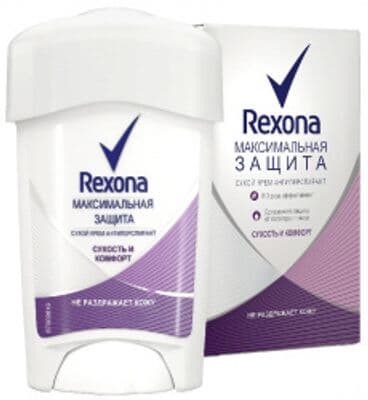 Rexona
МАКСИМАЛЬНАЯ
ЗАЩИТА
СУХОЙ КРЕМ АНТИПЕРСПИРАНТ
СУХОСТЬ И
КОМФОРТ
НЕ РАЗДРАЖАЕТ КОЖУ
Rexona
МАКСИМАЛЬНАЯ
ЗАЩИТА
СУХОЙ КРЕМ АНТИПЕРСПИРАНТ
СУХОСТЬ И КОМФОРТ
НЕ РАЗДРАЖАЕТ КОЖУ